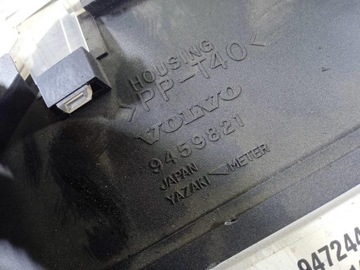 HOUSING
>PP-T40<
VOLVO
9459821
JAPAN
YAZAKI METER
94724